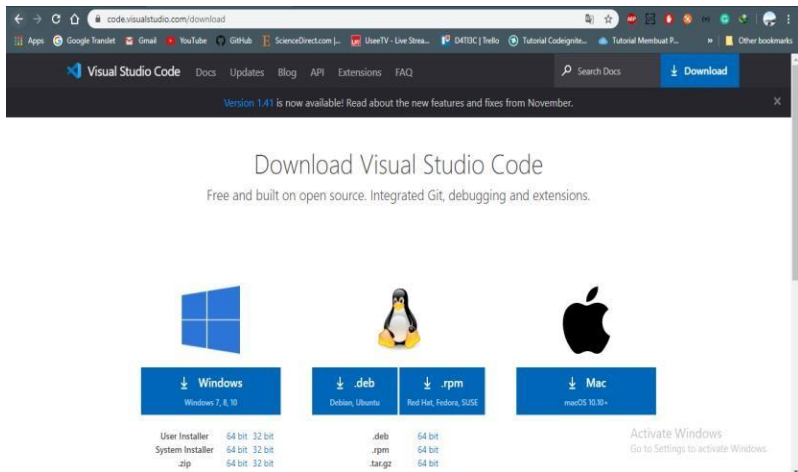 code.visualstudio.com/download
Apps Google Translet Gmail YouTube GitHub ScienceDirect.com |... UseeTV - Live Strea... D4TI3C | Trello Tutorial Codeignite... Tutorial Membuat P... » Other bookmarks
Visual Studio Code Docs Updates Blog API Extensions FAQ Search Docs Download
Version 1.41 is now available! Read about the new features and fixes from November.
Download Visual Studio Code
Free and built on open source. Integrated Git, debugging and extensions.
Windows .deb .rpm Mac
Windows 7, 8, 10 Debian, Ubuntu Red Hat, Fedora, SUSE macOS 10.10+
User Installer 64 bit 32 bit .deb 64 bit
System Installer 64 bit 32 bit .rpm 64 bit
.zip 64 bit 32 bit .tar.gz 64 bit
Activate Windows
Go to Settings to activate Windows.